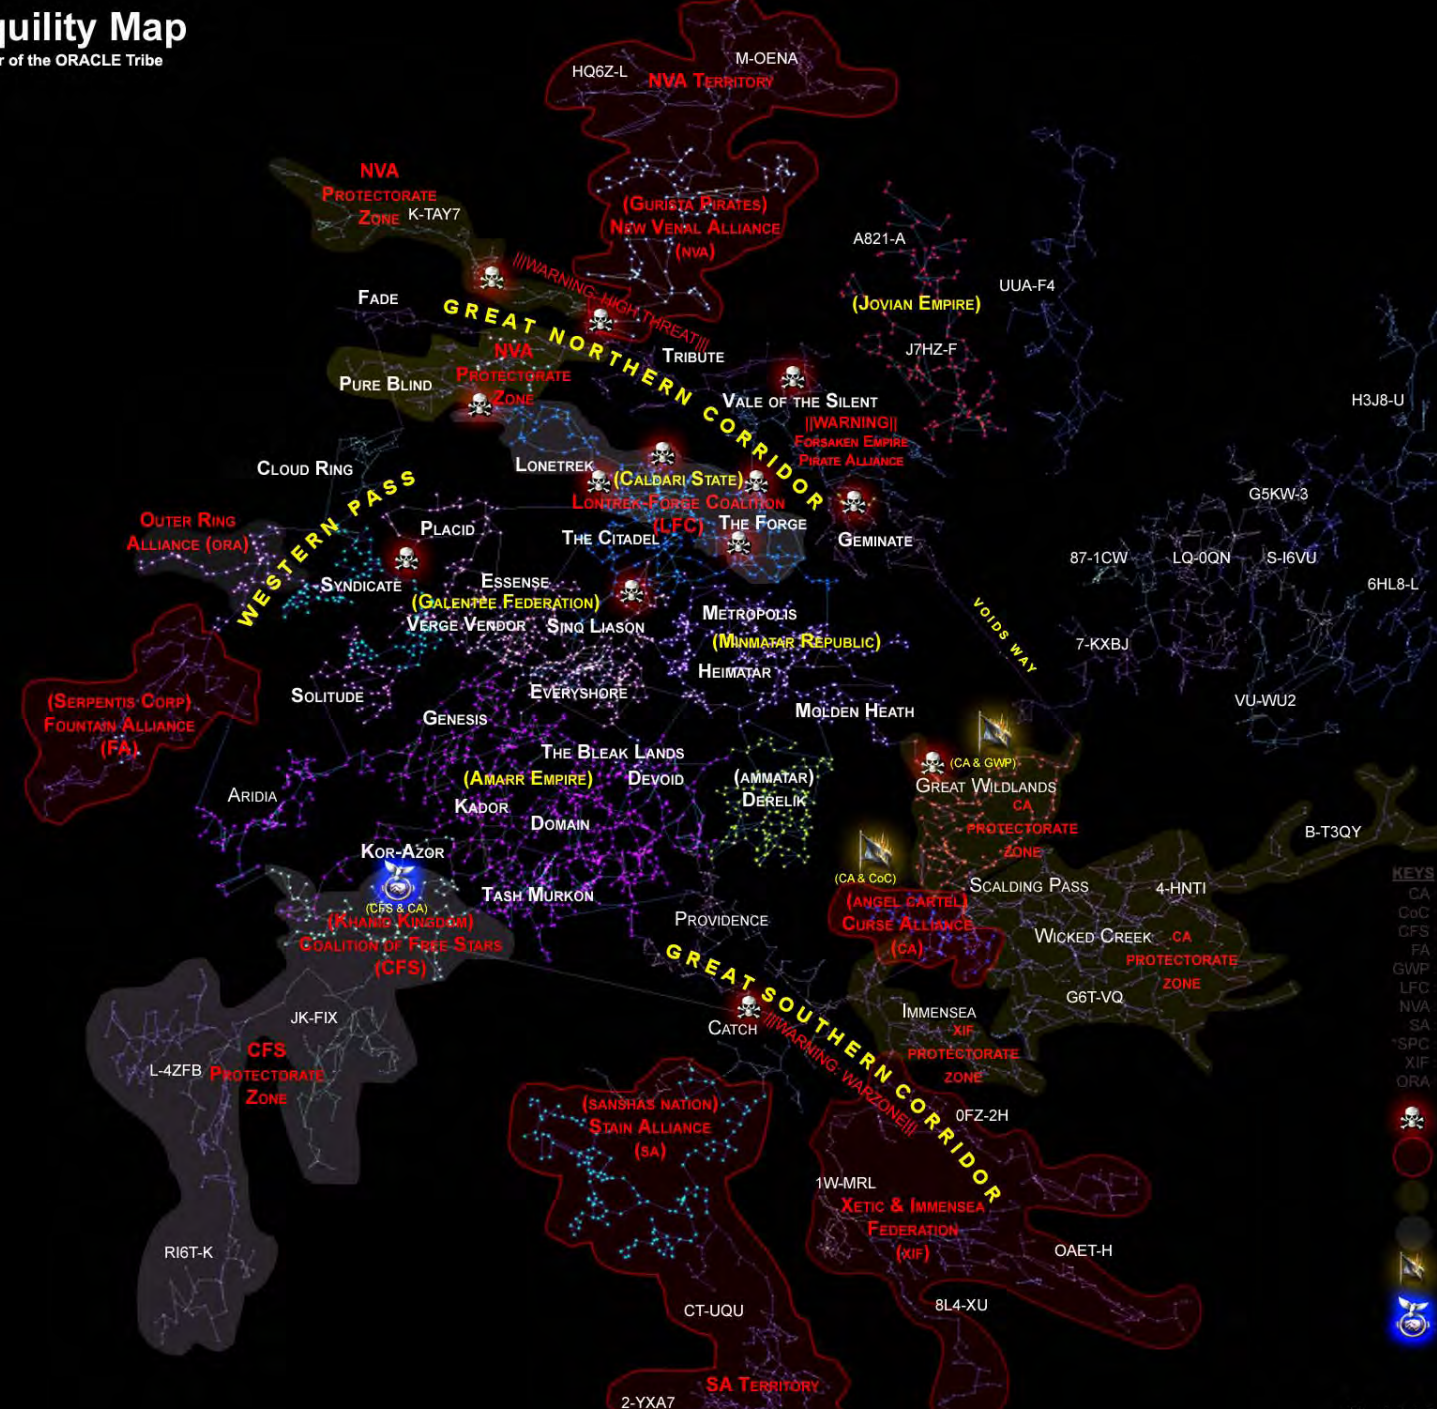 quility Map
r of the ORACLE Tribe
M-OENA
HQ6Z-L
NVA TERRITORY
NVA
PROTECTORATE
ZONE
K-TAY7
(GURISTA PIRATES)
NEW VENAL ALLIANCE
(NVA)
A821-A
UUA-F4
(JOVIAN EMPIRE)
J7HZ-F
|||WARNING: HIGH THREAT|||
FADE
GREAT NORTHERN CORRIDOR
NVA
PROTECTORATE
ZONE
TRIBUTE
PURE BLIND
VALE OF THE SILENT
||WARNING||
FORSAKEN EMPIRE
PIRATE ALLIANCE
H3J8-U
CLOUD RING
LONETREK
(CALDARI STATE)
LONTREK-FORGE COALITION
(LFC)
THE FORGE
THE CITADEL
GEMINATE
WESTERN PASS
OUTER RING
ALLIANCE (ORA)
PLACID
SYNDICATE
ESSENSE
(GALENTEE FEDERATION)
VERGE VENDOR
SINQ LIASON
METROPOLIS
(MINMATAR REPUBLIC)
HEIMATAR
G5KW-3
87-1CW
LQ-0QN
S-I6VU
6HL8-L
VOIDS WAY
7-KXBJ
VU-WU2
(SERPENTIS CORP)
FOUNTAIN ALLIANCE
(FA)
SOLITUDE
EVERYSHORE
GENESIS
MOLDEN HEATH
THE BLEAK LANDS
(AMARR EMPIRE)
DEVOID
(AMMATAR)
DERELIK
ARIDIA
KADOR
DOMAIN
(CA & GWP)
GREAT WILDLANDS
CA
PROTECTORATE
ZONE
B-T3QY
KOR-AZOR
(CFS & CA)
(KHANID KINGDOM)
COALITION OF FREE STARS
(CFS)
TASH MURKON
PROVIDENCE
(CA & COC)
(ANGEL CARTEL)
CURSE ALLIANCE
(CA)
SCALDING PASS
4-HNTI
WICKED CREEK
CA
PROTECTORATE
ZONE
G6T-VQ
GREAT SOUTHERN CORRIDOR
|||WARNING: WARZONE|||
CATCH
IMMENSEA
XIF
PROTECTORATE
ZONE
JK-FIX
L-4ZFB
CFS
PROTECTORATE
ZONE
(SANSHAS NATION)
STAIN ALLIANCE
(SA)
0FZ-2H
1W-MRL
XETIC & IMMENSEA
FEDERATION
(XIF)
OAET-H
RI6T-K
CT-UQU
8L4-XU
SA TERRITORY
2-YXA7
KEYS
CA
COC
CFS
FA
GWP
LFC
NVA
SA
*SPC
XIF
ORA